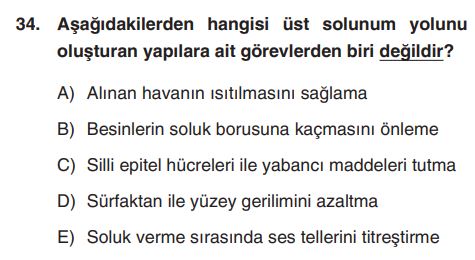 34. Aşağıdakilerden hangisi üst solunum yolunu
oluşturan yapılara ait görevlerden biri değildir?
A) Alınan havanın ısıtılmasını sağlama
B) Besinlerin soluk borusuna kaçmasını önleme
C) Silli epitel hücreleri ile yabancı maddeleri tutma
D) Sürfaktan ile yüzey gerilimini azaltma
E) Soluk verme sırasında ses tellerini titreştirme